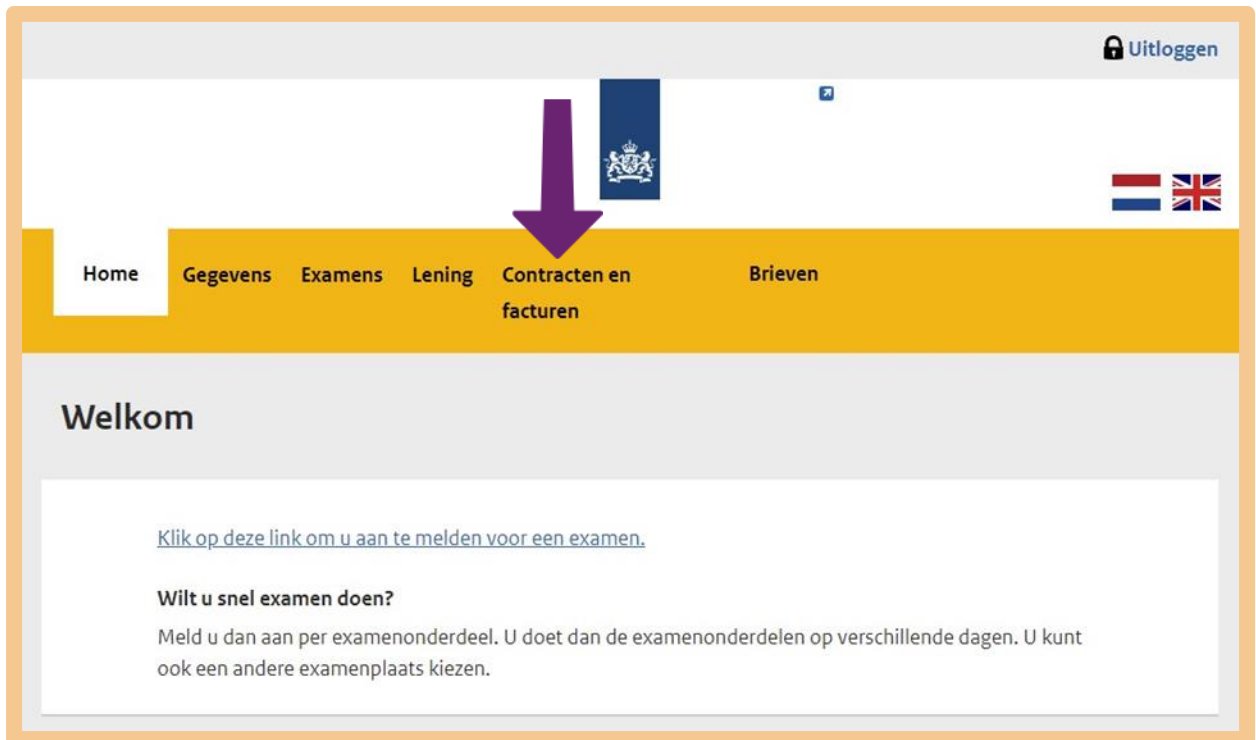 Uitloggen
Home Gegevens Examens Lening Contracten en Brieven
facturen
Welkom
Klik op deze link om u aan te melden voor een examen.
Wilt u snel examen doen?
Meld u dan aan per examenonderdeel. U doet dan de examenonderdelen op verschillende dagen. U kunt
ook een andere examenplaats kiezen.